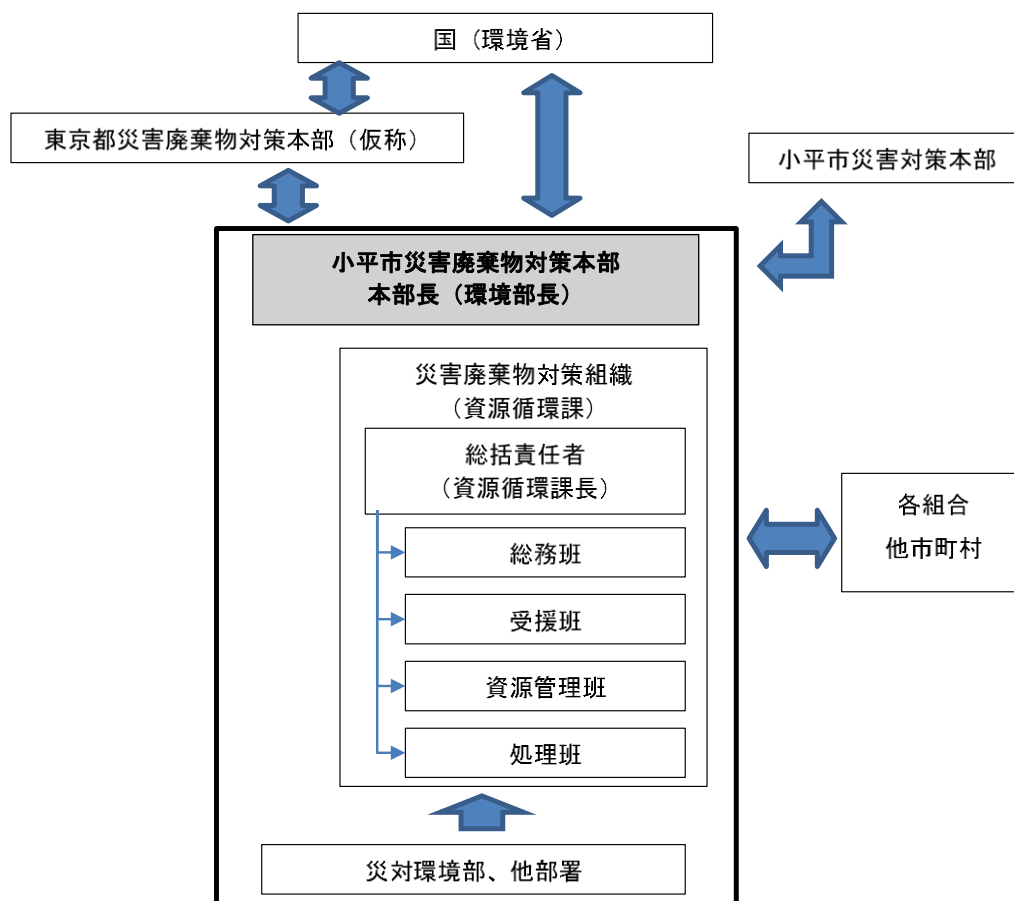 国（環境省）
東京都災害廃棄物対策本部（仮称）
小平市災害対策本部
小平市災害廃棄物対策本部
本部長（環境部長）
災害廃棄物対策組織
（資源循環課）
総括責任者
（資源循環課長）
総務班
受援班
資源管理班
処理班
各組合
他市町村
災対環境部、他部署